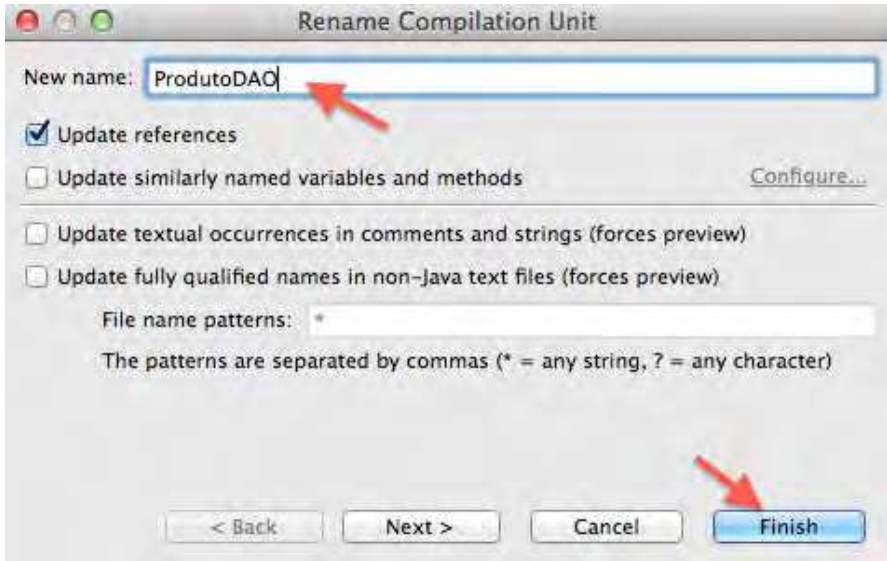 Rename Compilation Unit
New name: ProdutoDAO
Update references
Update similarly named variables and methods Configure...
Update textual occurrences in comments and strings (forces preview)
Update fully qualified names in non-Java text files (forces preview)
File name patterns: *
The patterns are separated by commas (* = any string, ? = any character)
< Back Next > Cancel Finish